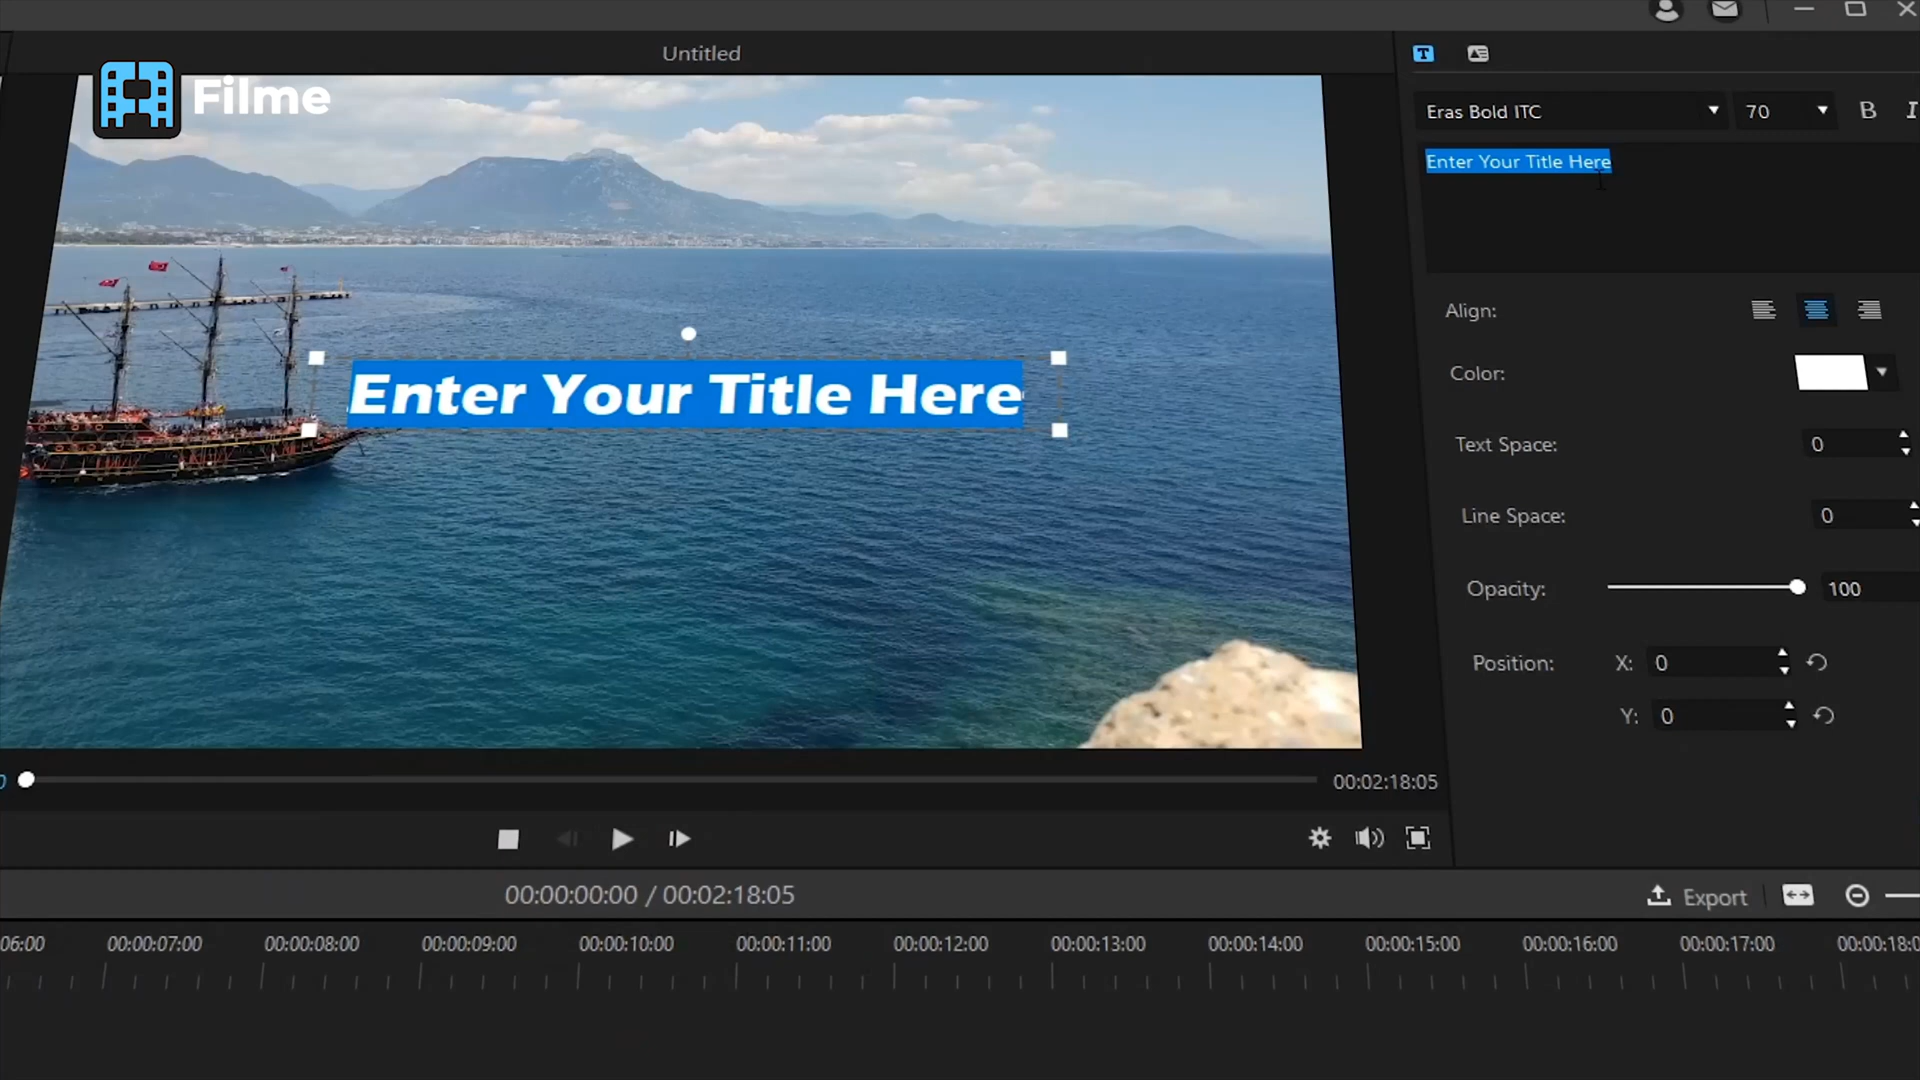 Untitled
Filme
Eras Bold ITC
70
B
I
Enter Your Title Here
Align:
Enter Your Title Here
Color:
Text Space:
0
Line Space:
0
Opacity:
100
Position:
X:
0
Y:
0
00:02:18:05
00:00:00:00 / 00:02:18:05
Export
06:00
00:00:07:00
00:00:08:00
00:00:09:00
00:00:10:00
00:00:11:00
00:00:12:00
00:00:13:00
00:00:14:00
00:00:15:00
00:00:16:00
00:00:17:00
00:00:18:0